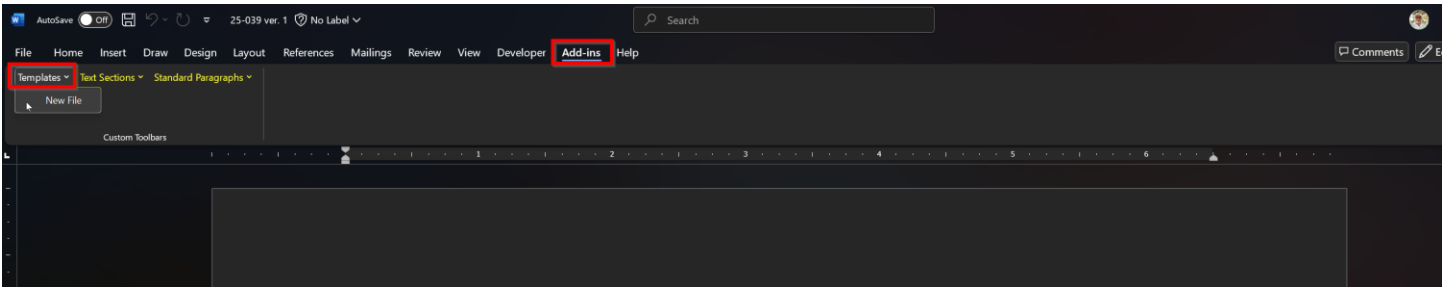 AutoSave Off 25-039 ver. 1 No Label Search
File Home Insert Draw Design Layout References Mailings Review View Developer Add-ins Help Comments
Templates Text Sections Standard Paragraphs
New File
Custom Toolbars
1 2 3 4 5 6